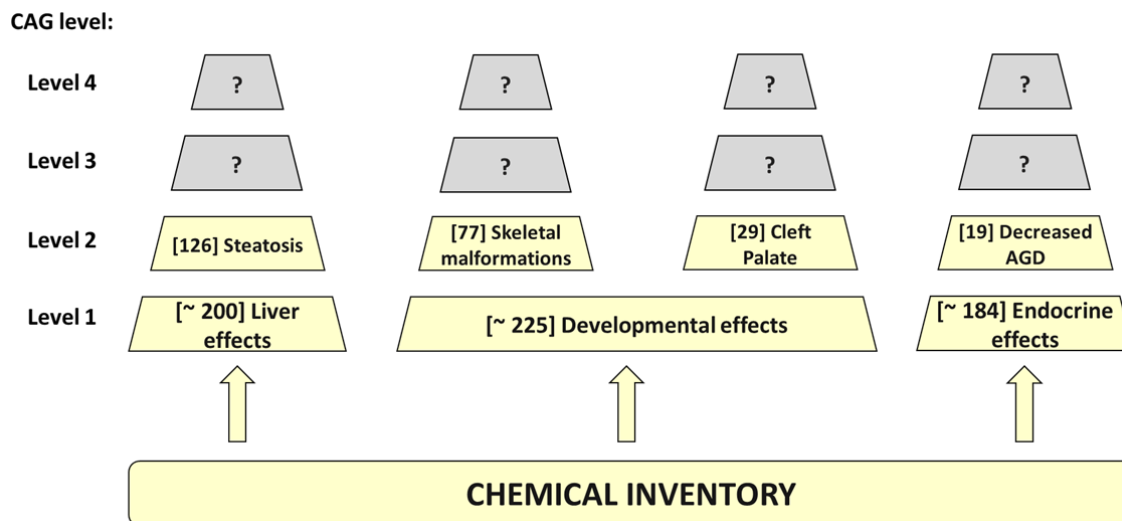 CAG level:
Level 4
?
?
?
?
Level 3
?
?
?
?
Level 2
[126] Steatosis
[77] Skeletal
malformations
[29] Cleft
Palate
[19] Decreased
AGD
Level 1
[~ 200] Liver
effects
[~ 225] Developmental effects
[~ 184] Endocrine
effects
CHEMICAL INVENTORY